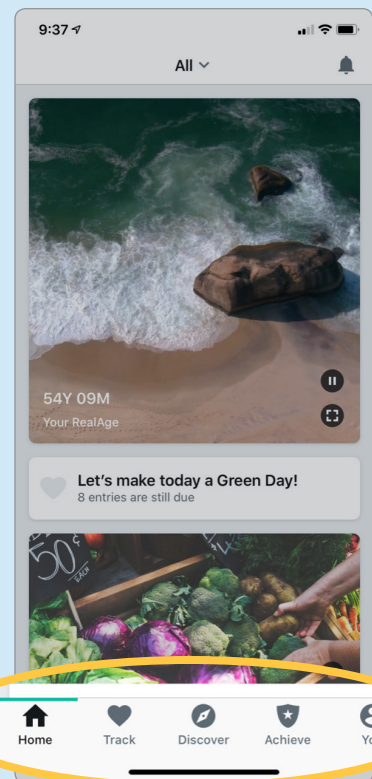 9:37
All
54Y 09M
Your RealAge
Let's make today a Green Day!
8 entries are still due
50¢
EACH
Home
Track
Discover
Achieve